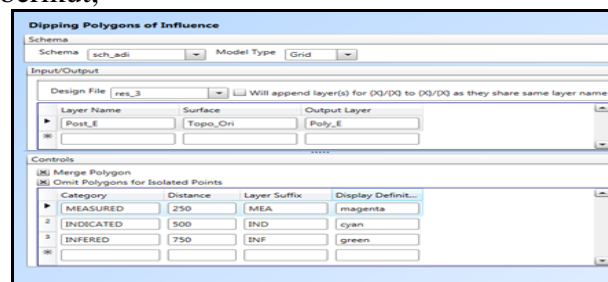 berikut,
Dipping Polygons of Influence
Schema
Schema sch_adi Model Type Grid
Input/Output
Design File res_3 Will append layer(s) for {X}/{X} to {X}/{X} as they share same layer name
Layer Name Surface Output Layer
Post_E Topo_Ori Poly_E
Controls
Merge Polygon
Omit Polygons for Isolated Points
Category Distance Layer Suffix Display Definit...
MEASURED 250 MEA magenta
2 INDICATED 500 IND cyan
3 INFERED 750 INF green